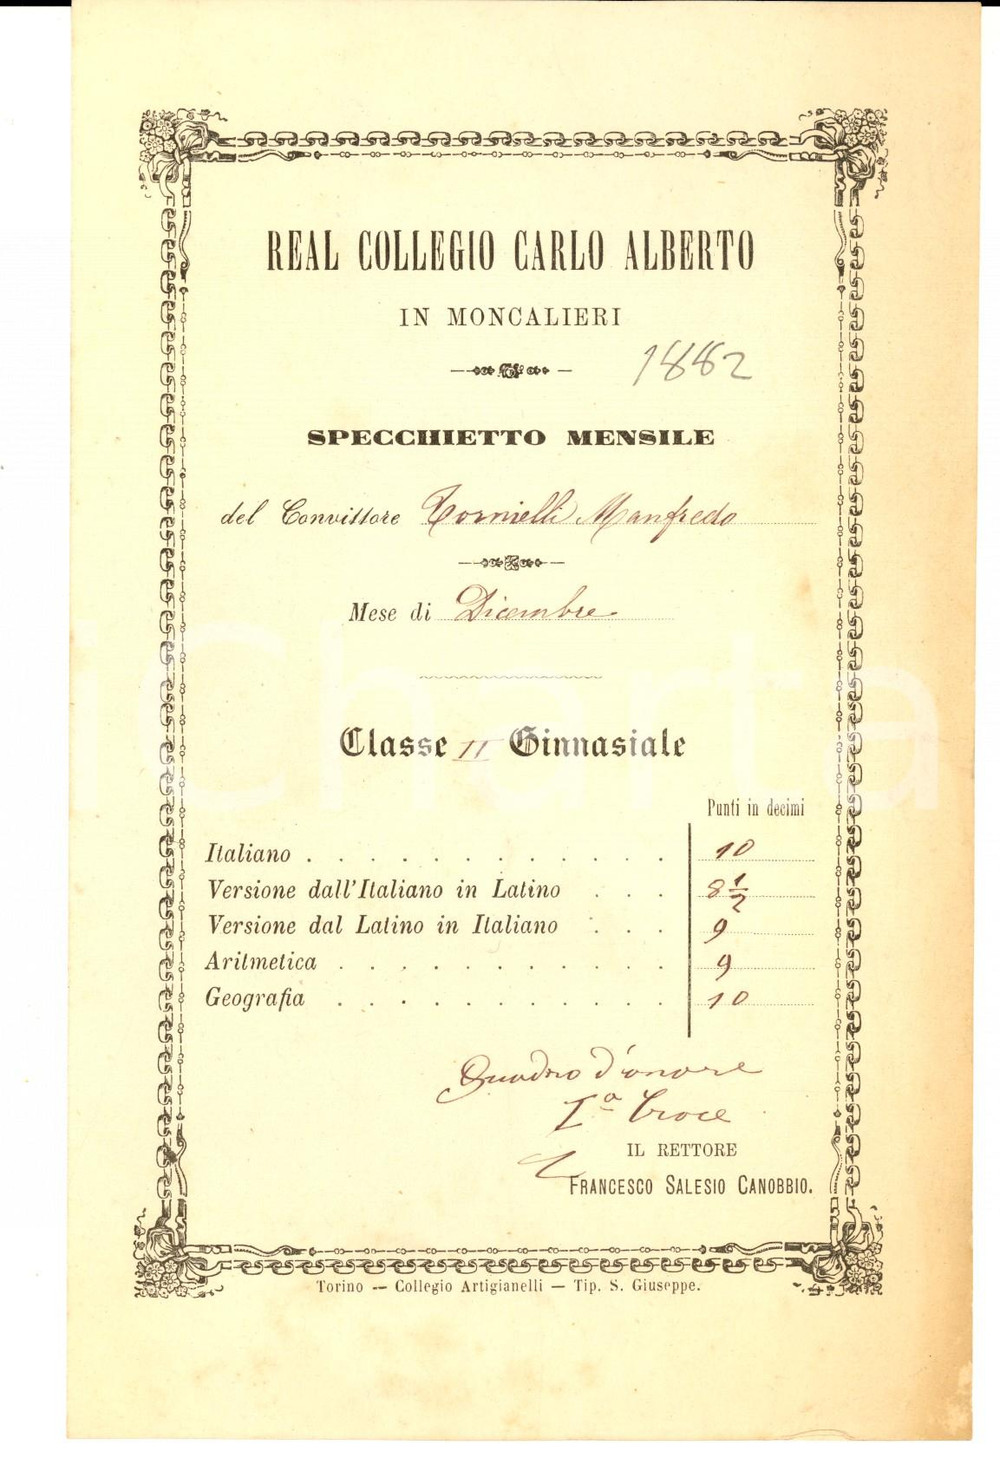 REAL COLLEGIO CARLO ALBERTO
IN MONCALIERI
1882
SPECCHIETTO MENSILE
del Convittore Tornielli Manfredo
Mese di Dicembre
Classe II Ginnasiale
Punti in decimi
Italiano . . . . . . . . . . . . 10
Versione dall'Italiano in Latino . . . 8 1/2
Versione dal Latino in Italiano . . . 9
Aritmetica . . . . . . . . . . . 9
Geografia . . . . . . . . . . . 10
Quadro d'onore
Iª Croce
IL RETTORE
FRANCESCO SALESIO CANOBBIO.
Torino — Collegio Artigianelli — Tip. S. Giuseppe.
iCharta